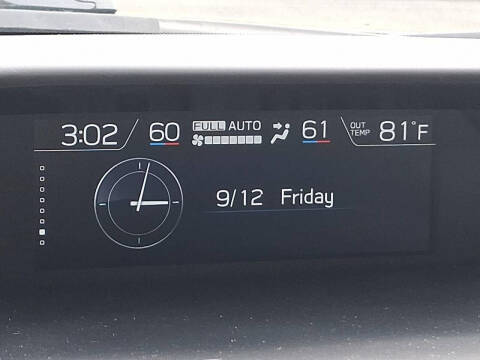 3:02 60 FULL AUTO 61 OUT TEMP 81°F
9/12 Friday